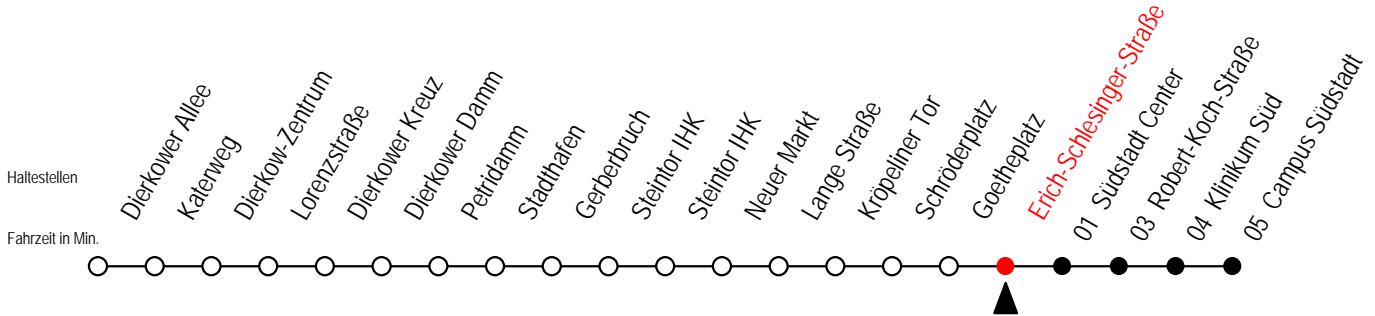 Haltestellen
Fahrzeit in Min.
Dierkower Allee
Katerweg
Dierkow-Zentrum
Lorenzstraße
Dierkower Kreuz
Dierkower Damm
Petridamm
Stadthafen
Gerberbruch
Steintor IHK
Steintor IHK
Neuer Markt
Lange Straße
Kröpeliner Tor
Schröderplatz
Goetheplatz
Erich-Schlesinger-Straße
01 Südstadt Center
03 Robert-Koch-Straße
04 Klinikum Süd
05 Campus Südstadt